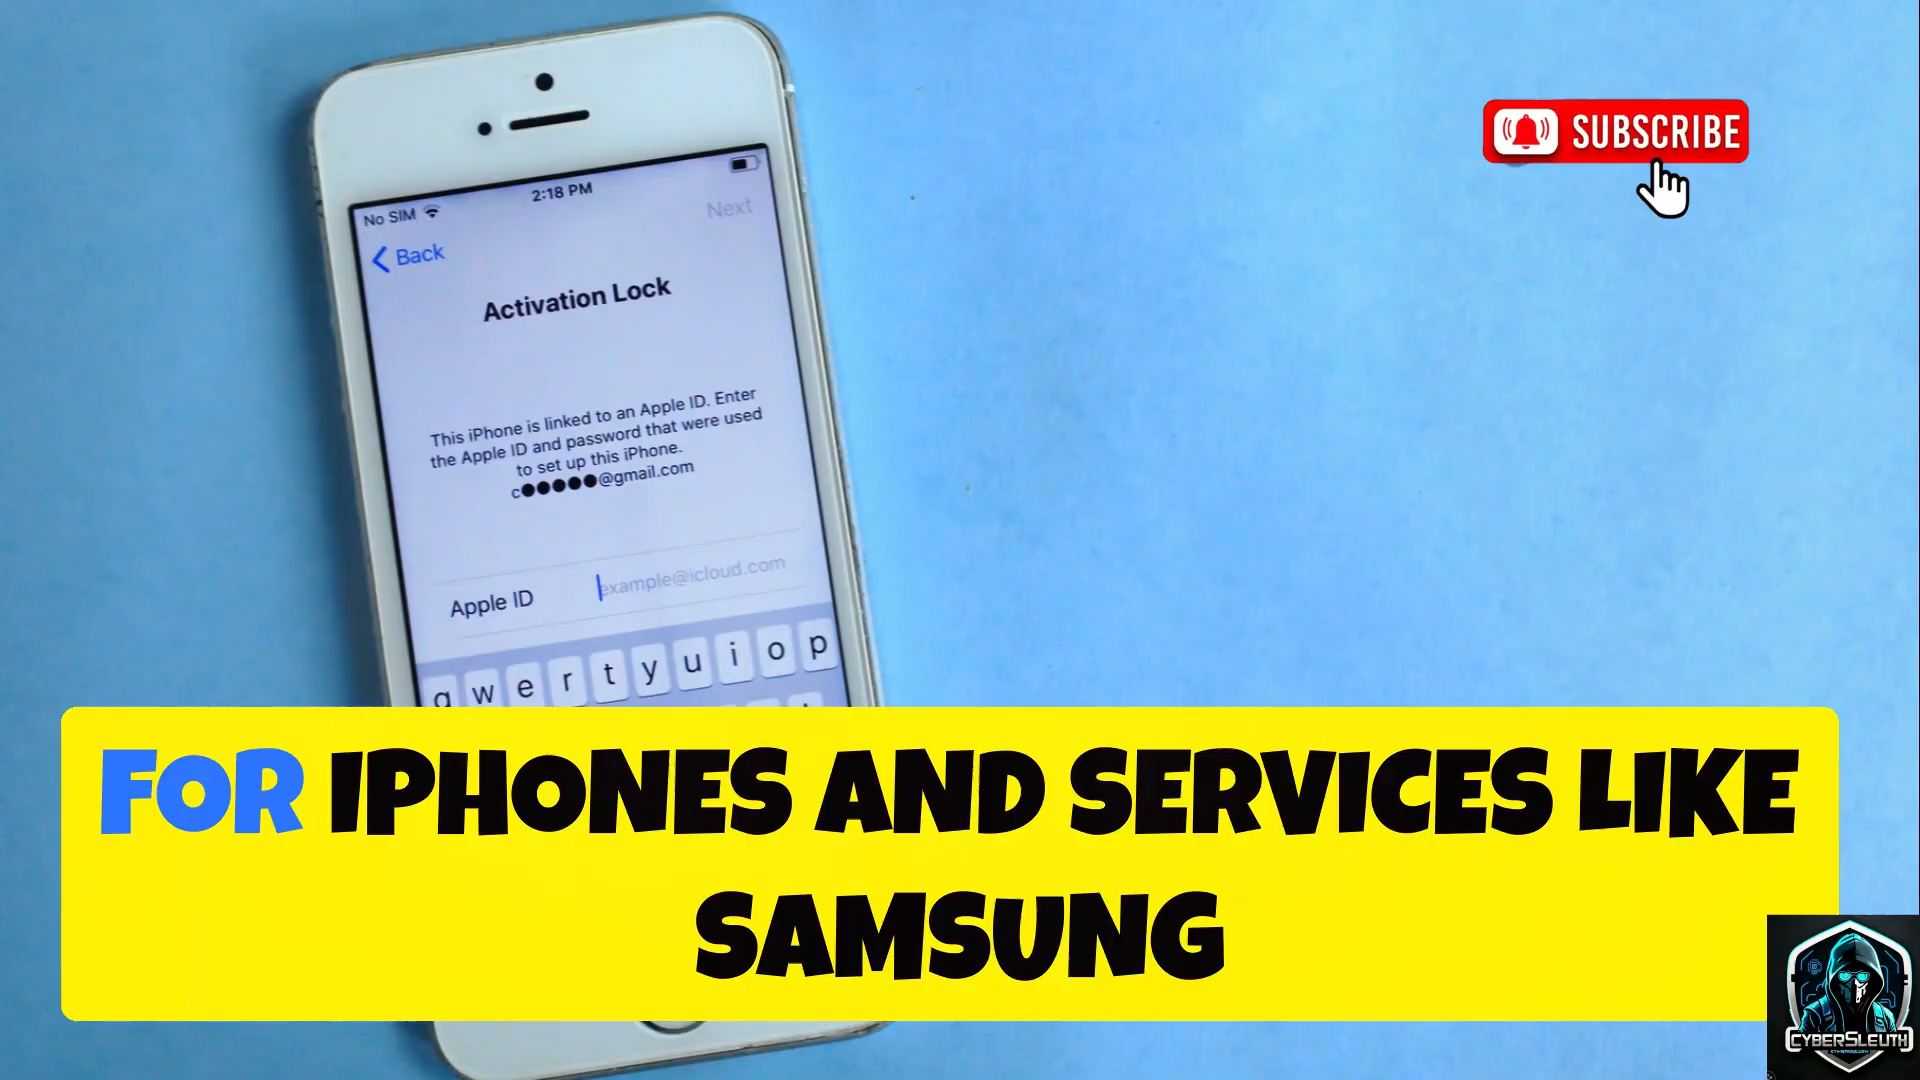 SUBSCRIBE
No SIM
2:18 PM
Back
Next
Activation Lock
This iPhone is linked to an Apple ID. Enter
the Apple ID and password that were used
to set up this iPhone.
c●●●●●@gmail.com
Apple ID example@icloud.com
q w e r t y u i o p
FOR IPHONES AND SERVICES LIKE
SAMSUNG
CYBERSLEUTH